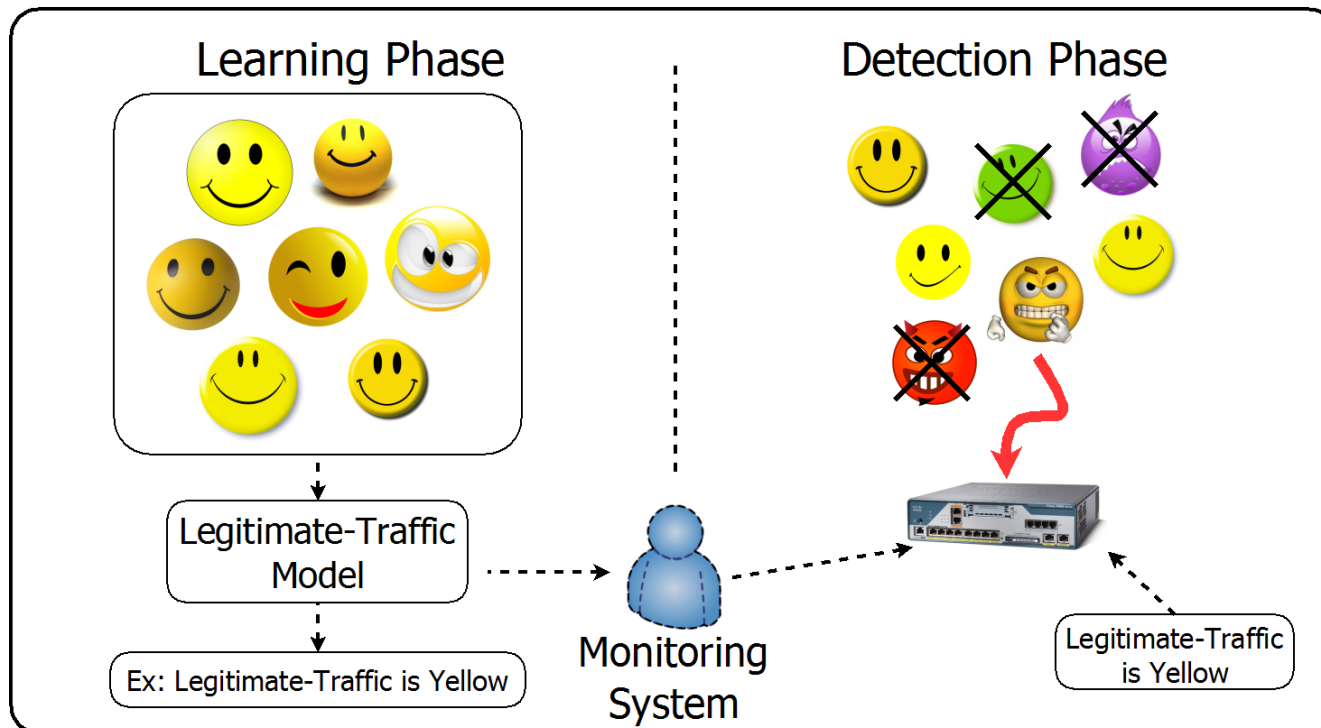 Learning Phase
Detection Phase
Legitimate-Traffic
Model
Ex: Legitimate-Traffic is Yellow
Monitoring
System
Legitimate-Traffic
is Yellow